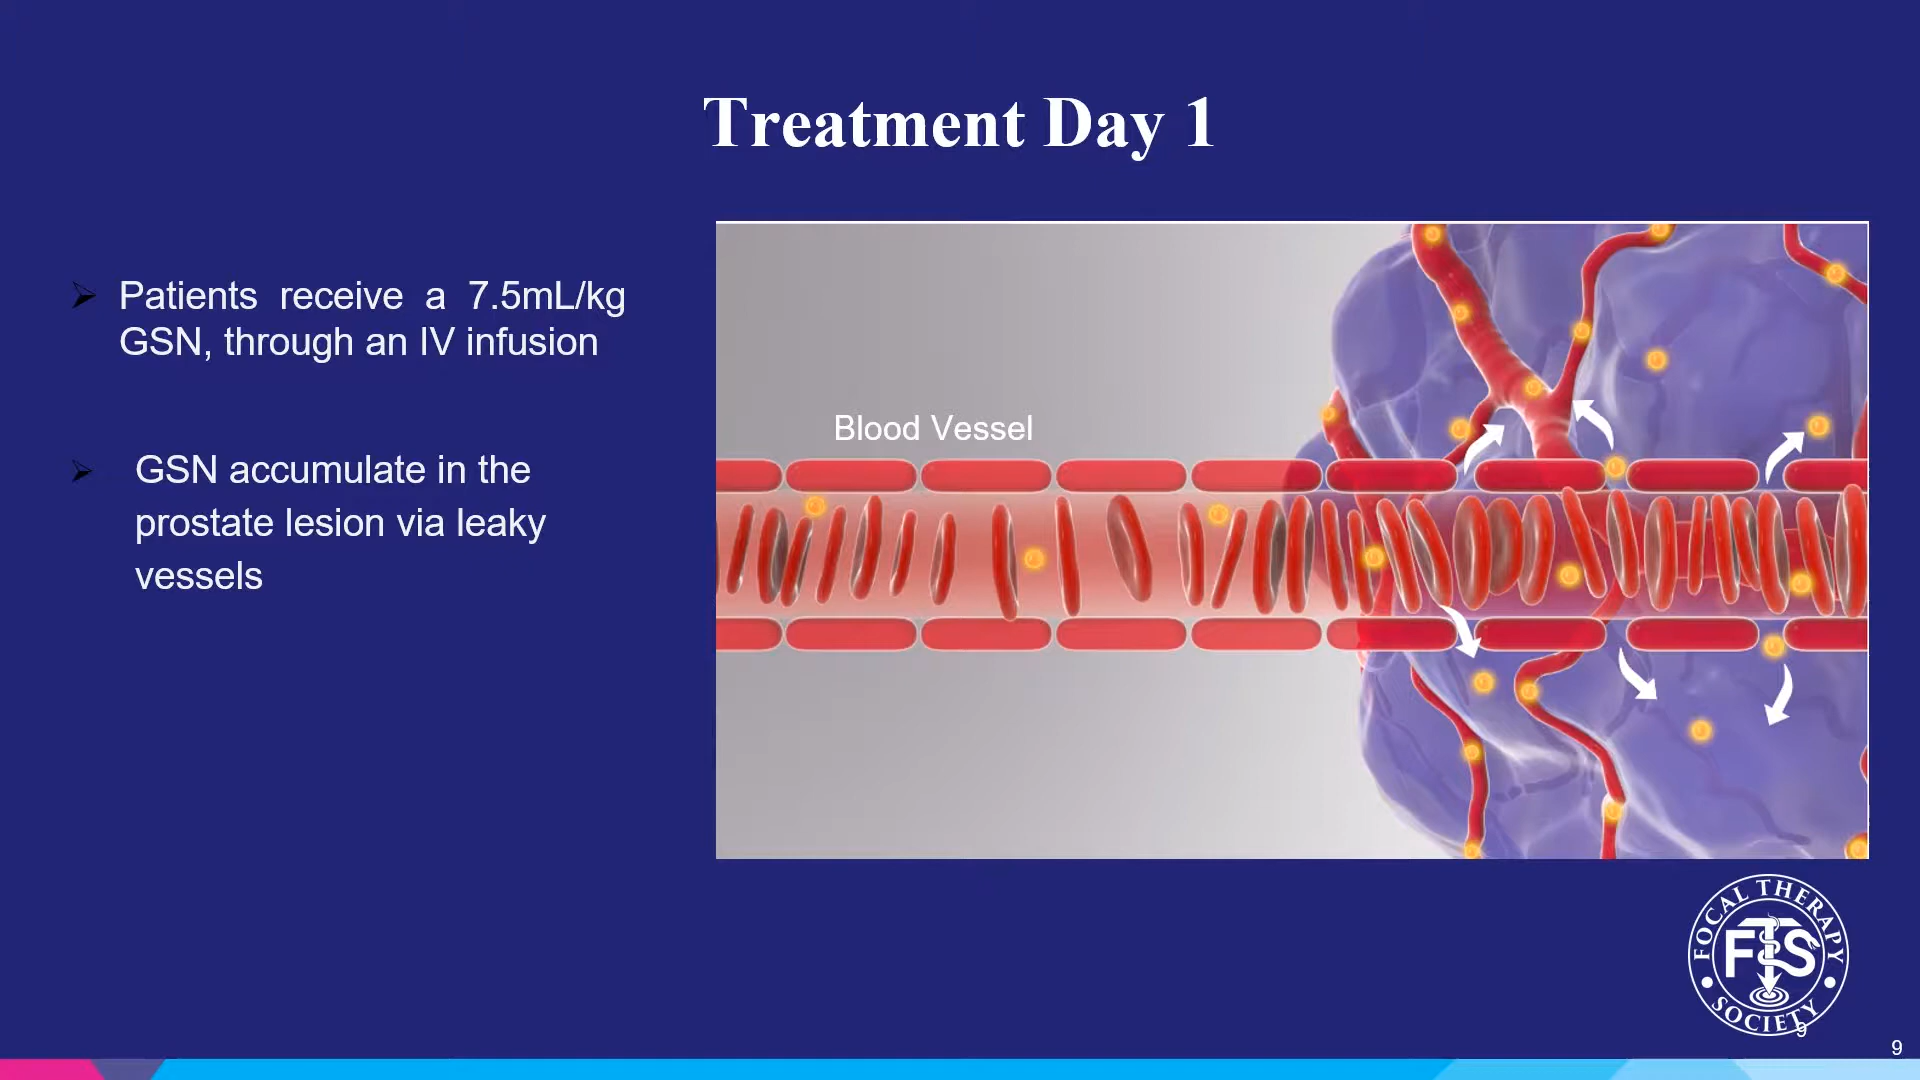 Treatment Day 1
Patients receive a 7.5mL/kg
GSN, through an IV infusion
GSN accumulate in the
prostate lesion via leaky
vessels
Blood Vessel
FOCAL THERAPY
FTS
SOCIETY
9
9